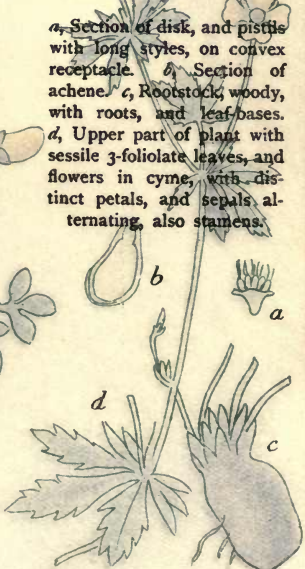 a, Section of disk, and pistils
with long styles, on convex
receptacle. b, Section of
achene. c, Rootstock, woody,
with roots, and leaf-bases.
d, Upper part of plant with
sessile 3-foliolate leaves, and
flowers in cyme, with dis-
tinct petals, and sepals al-
ternating, also stamens.
b
a
d
c